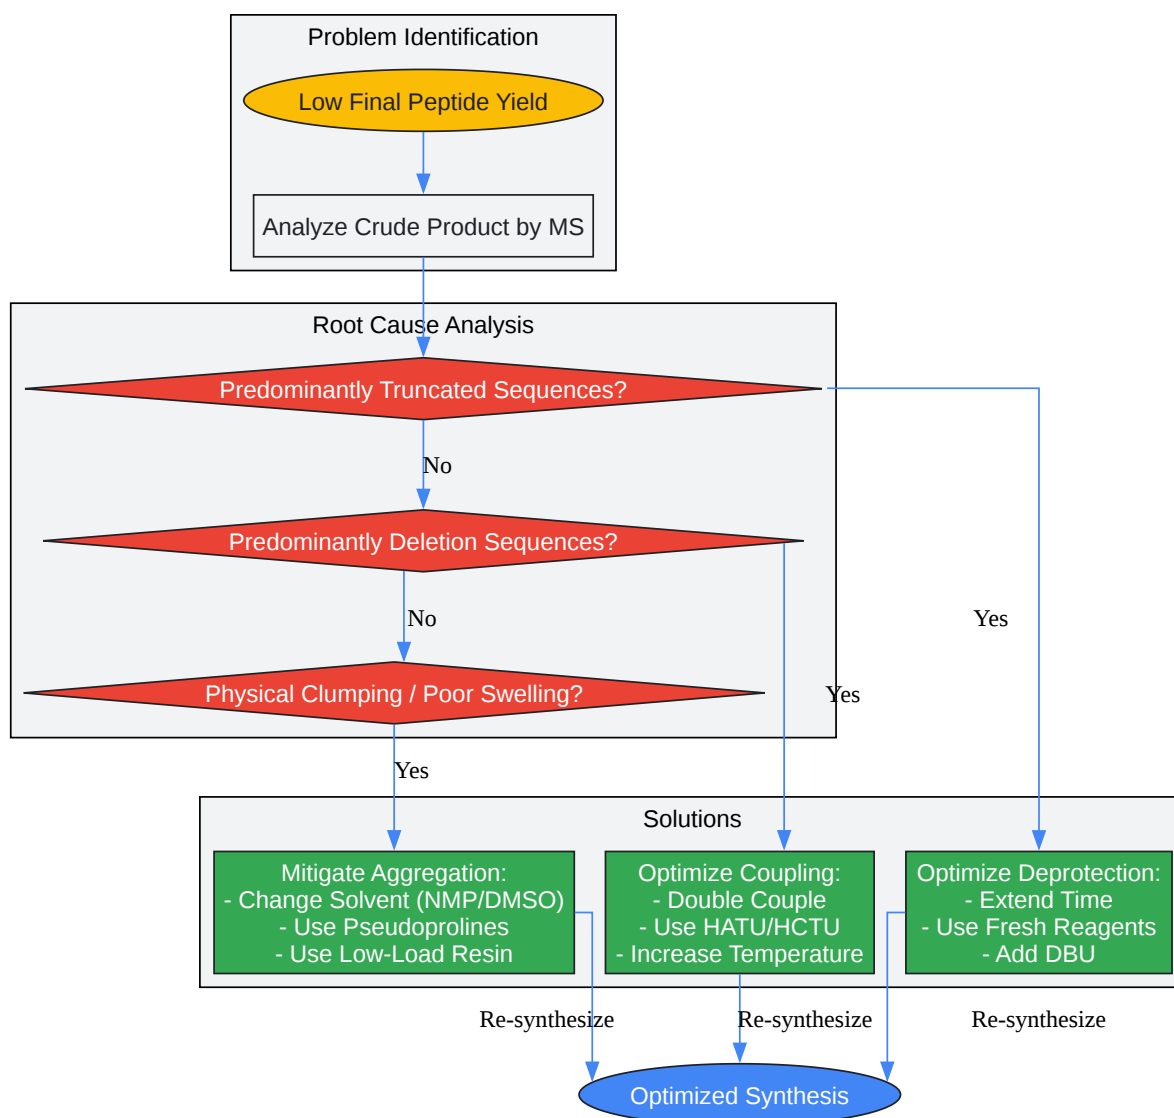 Problem Identification
Low Final Peptide Yield
Analyze Crude Product by MS
Root Cause Analysis
Predominantly Truncated Sequences?
No
Predominantly Deletion Sequences?
No
Yes
Physical Clumping / Poor Swelling?
Yes
Yes
Solutions
Mitigate Aggregation:
- Change Solvent (NMP/DMSO)
- Use Pseudoprolines
- Use Low-Load Resin
Optimize Coupling:
- Double Couple
- Use HATU/HCTU
- Increase Temperature
Optimize Deprotection:
- Extend Time
- Use Fresh Reagents
- Add DBU
Re-synthesize
Re-synthesize
Re-synthesize
Optimized Synthesis